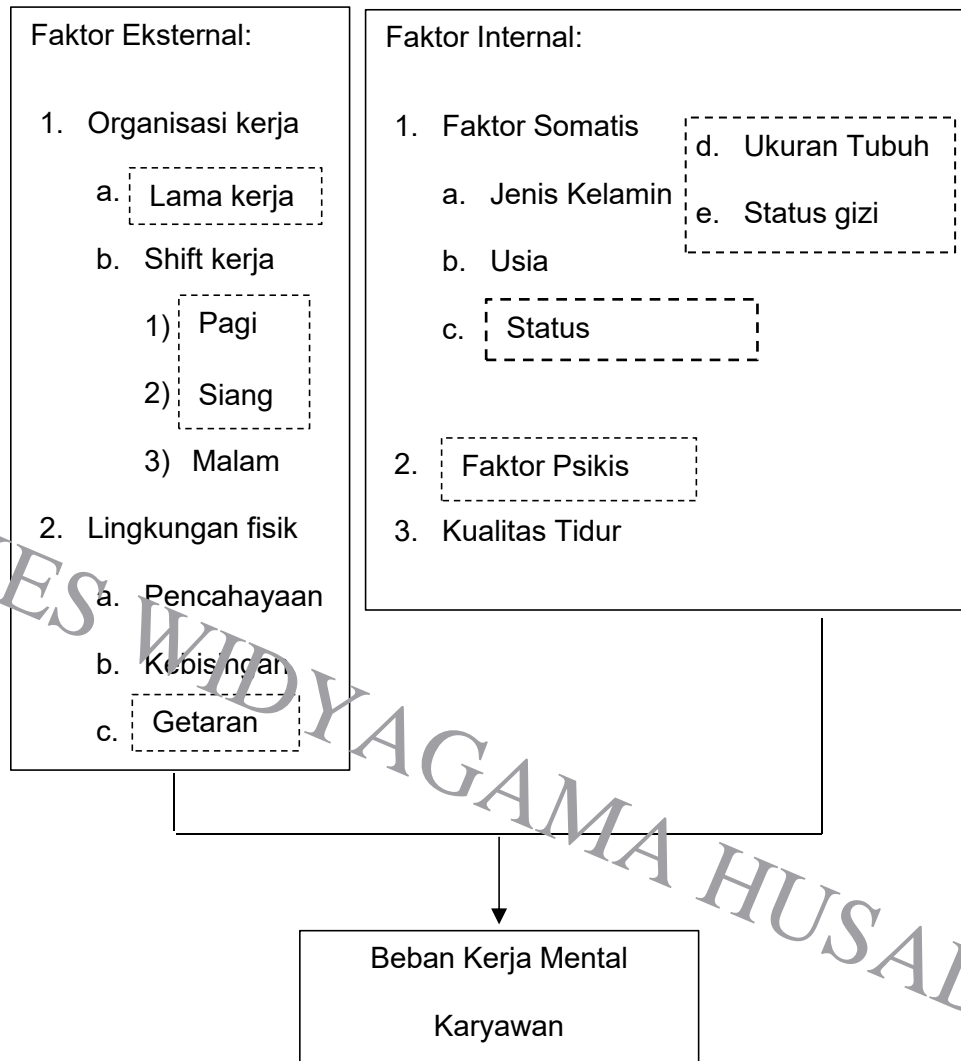 Faktor Eksternal:
1. Organisasi kerja
a. Lama kerja
b. Shift kerja
1) Pagi
2) Siang
3) Malam
2. Lingkungan fisik
a. Pencahayaan
b. Kebisingan
c. Getaran
Faktor Internal:
1. Faktor Somatis
a. Jenis Kelamin
b. Usia
c. Status
d. Ukuran Tubuh
e. Status gizi
2. Faktor Psikis
3. Kualitas Tidur
Beban Kerja Mental
Karyawan
WIDYAGAMA